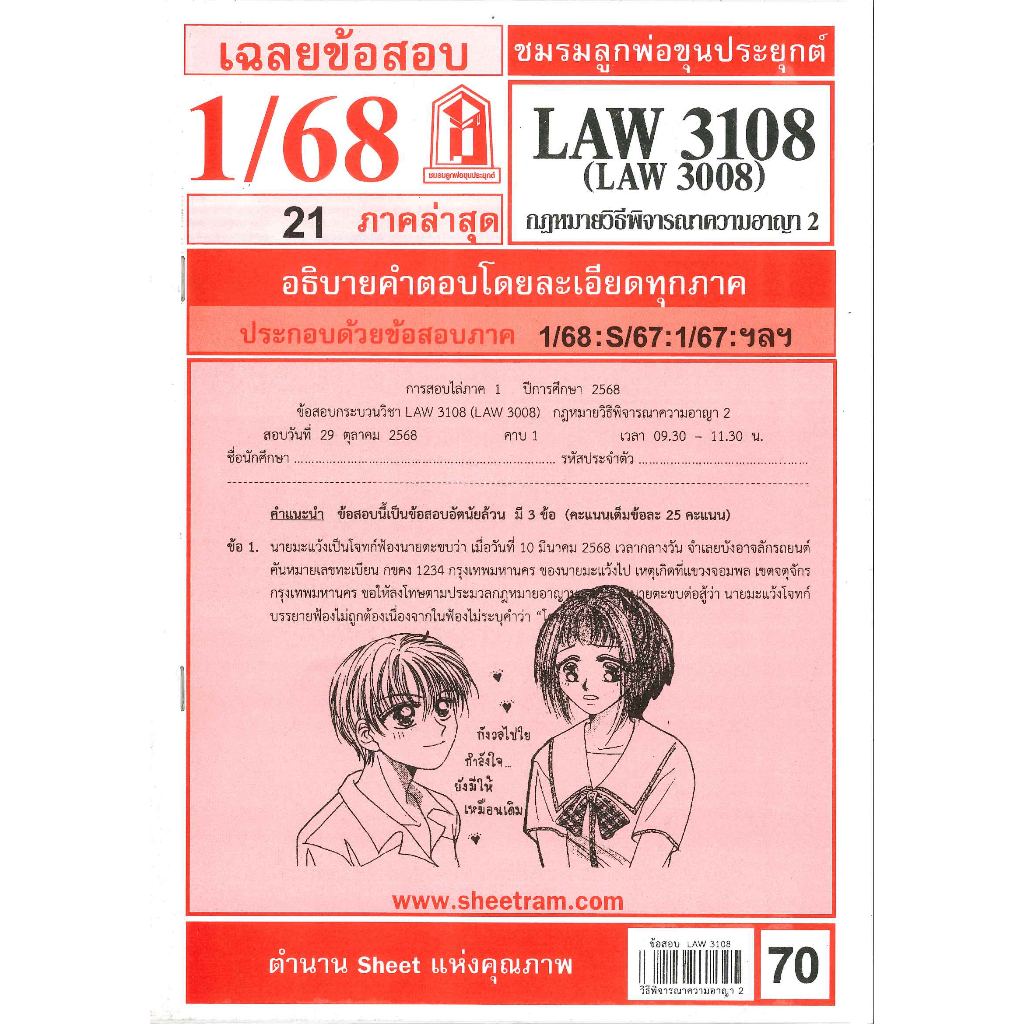 เฉลยข้อสอบ
ชมรมลูกพ่อขุนประยุกต์
1/68
ชมรมลูกพ่อขุนประยุกต์
LAW 3108
(LAW 3008)
กฎหมายวิธีพิจารณาความอาญา 2
21 ภาคล่าสุด
อธิบายคำตอบโดยละเอียดทุกภาค
ประกอบด้วยข้อสอบภาค 1/68:S/67:1/67:ฯลฯ
การสอบไล่ภาค 1 ปีการศึกษา 2568
ข้อสอบกระบวนวิชา LAW 3108 (LAW 3008) กฎหมายวิธีพิจารณาความอาญา 2
สอบวันที่ 29 ตุลาคม 2568 คาบ 1 เวลา 09.30 – 11.30 น.
ชื่อนักศึกษา ........................................................ รหัสประจำตัว ........................................
คำแนะนำ ข้อสอบนี้เป็นข้อสอบอัตนัยล้วน มี 3 ข้อ (คะแนนเต็มข้อละ 25 คะแนน)
ข้อ 1. นายมะแว้งเป็นโจทก์ฟ้องนายตะขบว่า เมื่อวันที่ 10 มีนาคม 2568 เวลากลางวัน จำเลยบังอาจลักรถยนต์
คันหมายเลขทะเบียน กขคง 1234 กรุงเทพมหานคร ของนายมะแว้งไป เหตุเกิดที่แขวงจอมพล เขตจตุจักร
กรุงเทพมหานคร ขอให้ลงโทษตามประมวลกฎหมายอาญา นายตะขบต่อสู้ว่า นายมะแว้งโจทก์
บรรยายฟ้องไม่ถูกต้องเนื่องจากในฟ้องไม่ระบุคำว่า
กังวลไปใย
กำลังใจ...
ยังมีให้
เหมือนเดิม
www.sheetram.com
ตำนาน Sheet แห่งคุณภาพ
ข้อสอบ LAW 3108
วิธีพิจารณาความอาญา 2
70